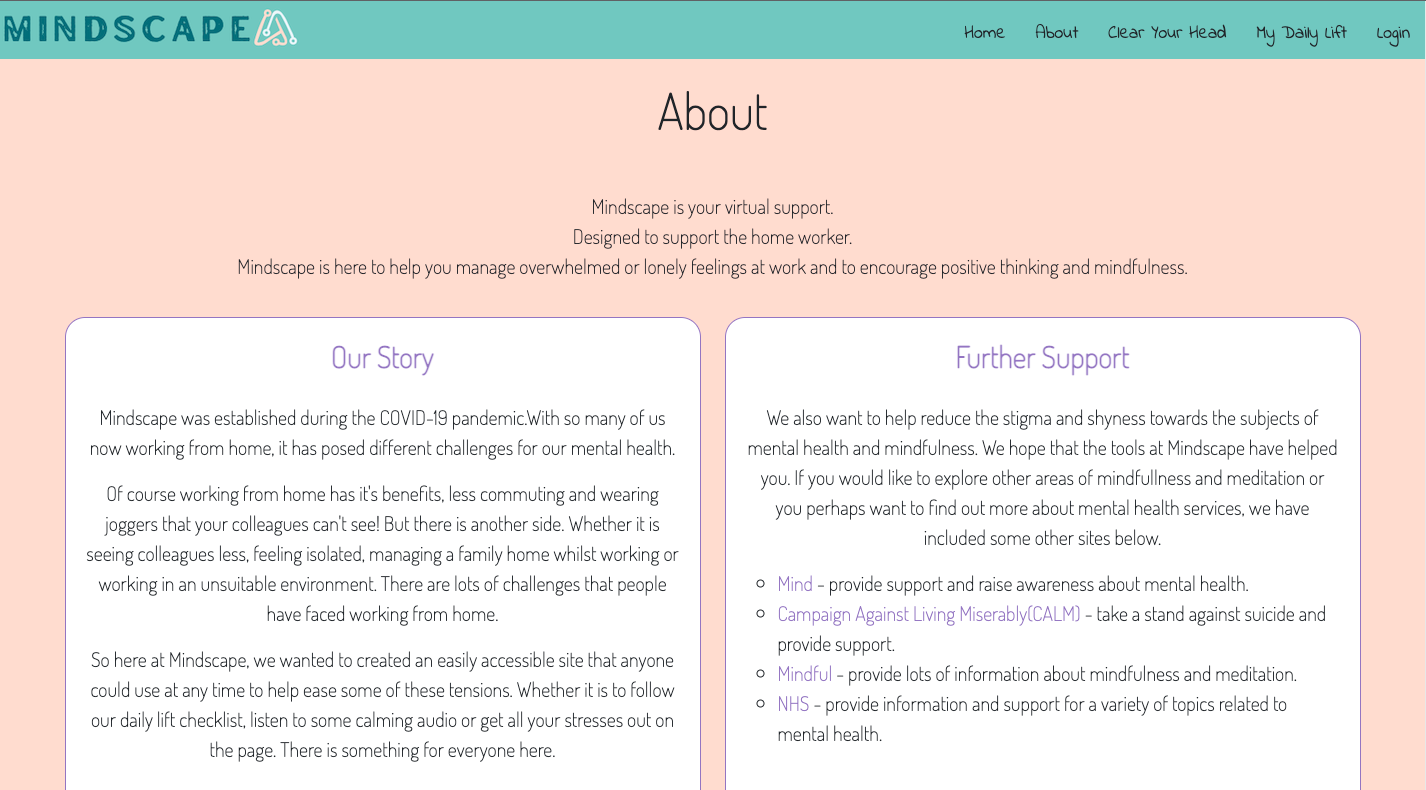 MINDSCAPE
Home About Clear Your Head My Daily Lift Login
About
Mindscape is your virtual support.
Designed to support the home worker.
Mindscape is here to help you manage overwhelmed or lonely feelings at work and to encourage positive thinking and mindfulness.
Our Story
Mindscape was established during the COVID-19 pandemic.With so many of us
now working from home, it has posed different challenges for our mental health.
Of course working from home has it's benefits, less commuting and wearing
joggers that your colleagues can't see! But there is another side. Whether it is
seeing colleagues less, feeling isolated, managing a family home whilst working or
working in an unsuitable environment. There are lots of challenges that people
have faced working from home.
So here at Mindscape, we wanted to created an easily accessible site that anyone
could use at any time to help ease some of these tensions. Whether it is to follow
our daily lift checklist, listen to some calming audio or get all your stresses out on
the page. There is something for everyone here.
Further Support
We also want to help reduce the stigma and shyness towards the subjects of
mental health and mindfulness. We hope that the tools at Mindscape have helped
you. If you would like to explore other areas of mindfullness and meditation or
you perhaps want to find out more about mental health services, we have
included some other sites below.
Mind - provide support and raise awareness about mental health.
Campaign Against Living Miserably(CALM) - take a stand against suicide and
provide support.
Mindful - provide lots of information about mindfulness and meditation.
NHS - provide information and support for a variety of topics related to
mental health.